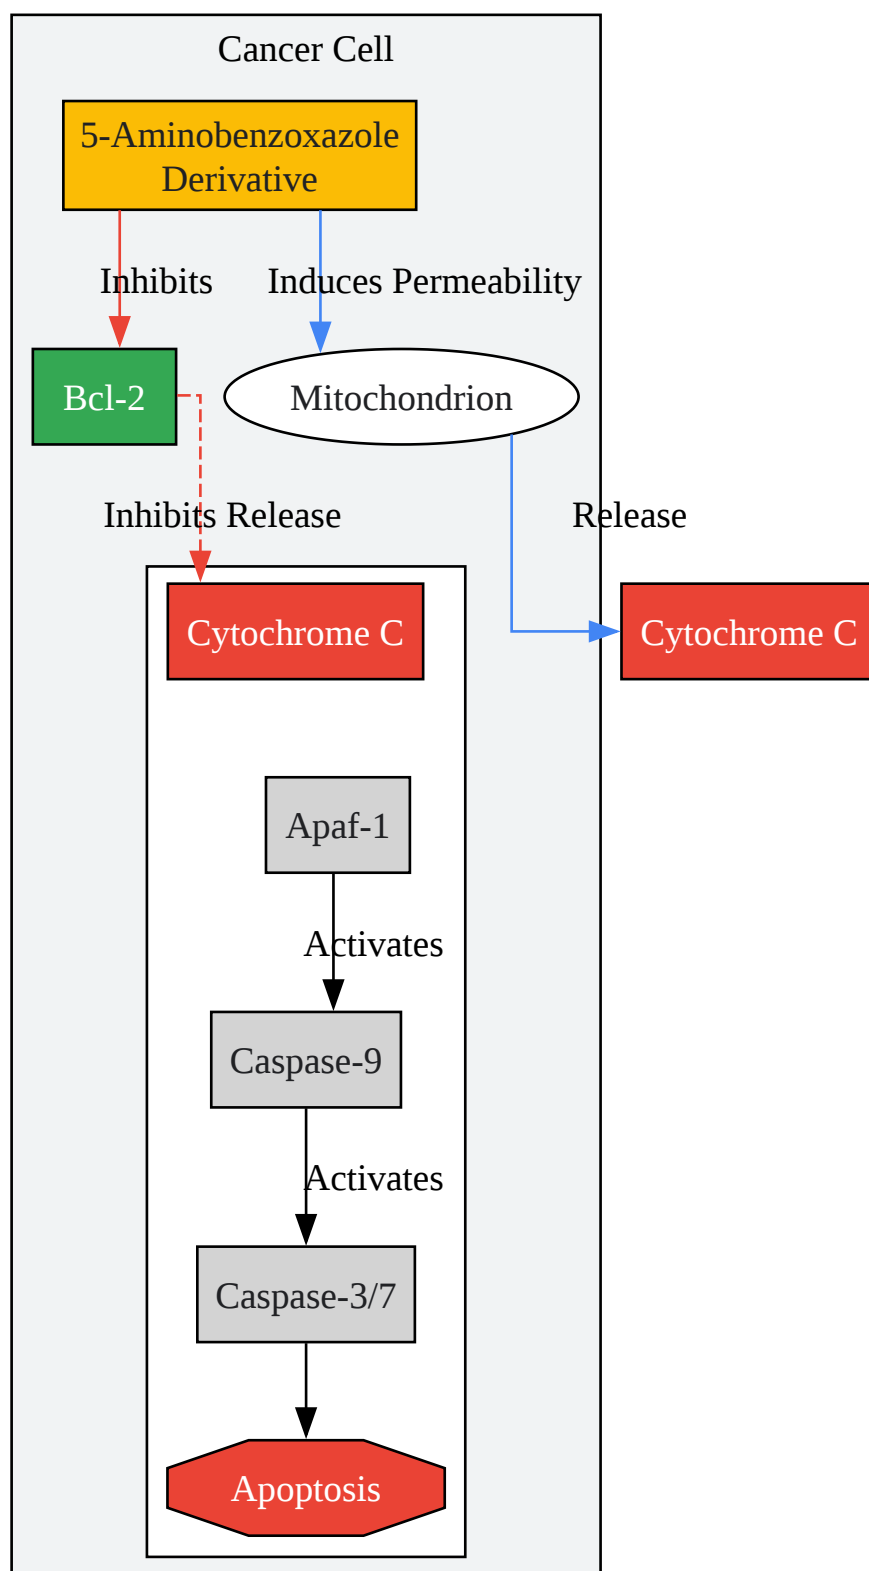 Cancer Cell
5-Aminobenzoxazole
Derivative
Inhibits
Induces Permeability
Bcl-2
Mitochondrion
Inhibits Release
Release
Cytochrome C
Cytochrome C
Apaf-1
Activates
Caspase-9
Activates
Caspase-3/7
Apoptosis